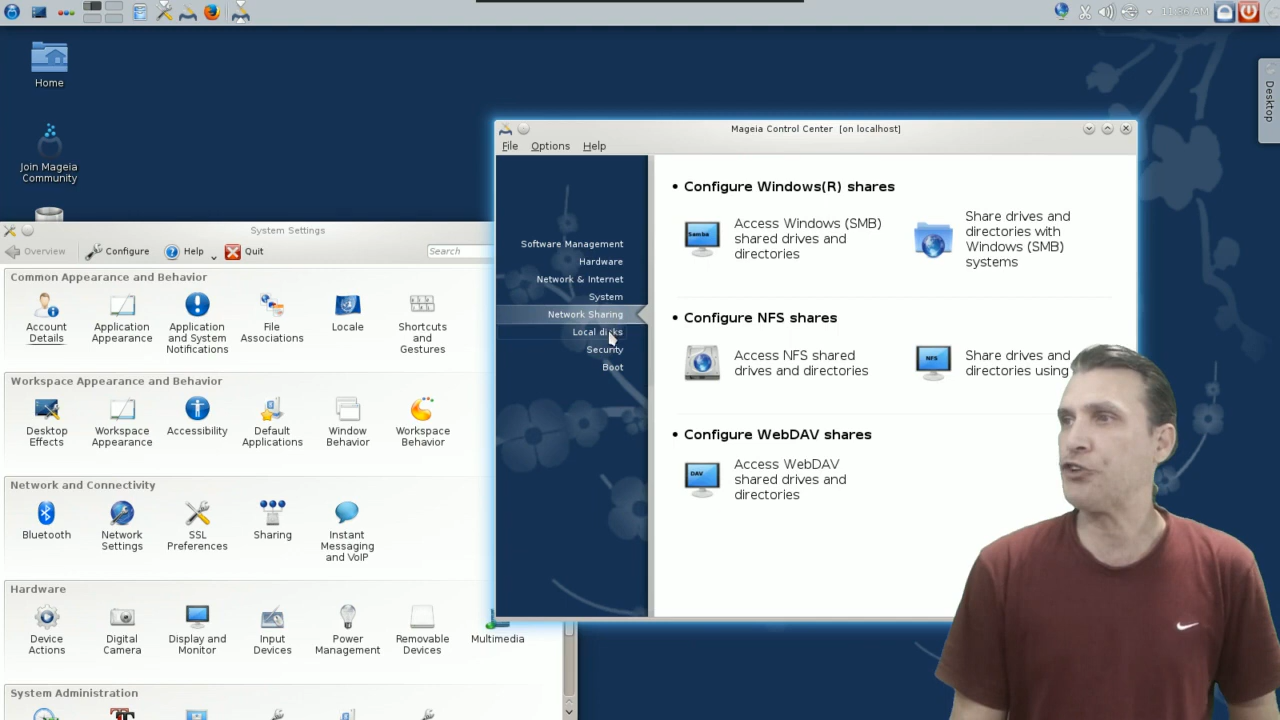 11:36 AM
Home
Join Mageia
Community
Desktop
System Settings
Overview
Configure
Help
Quit
Search
Common Appearance and Behavior
Account
Details
Application
Appearance
Application
and System
Notifications
File
Associations
Locale
Shortcuts
and
Gestures
Workspace Appearance and Behavior
Desktop
Effects
Workspace
Appearance
Accessibility
Default
Applications
Window
Behavior
Workspace
Behavior
Network and Connectivity
Bluetooth
Network
Settings
SSL
Preferences
Sharing
Instant
Messaging
and VoIP
Hardware
Device
Actions
Digital
Camera
Display and
Monitor
Input
Devices
Power
Management
Removable
Devices
Multimedia
System Administration
Mageia Control Center [on localhost]
File
Options
Help
Software Management
Hardware
Network & Internet
System
Network Sharing
Local disks
Security
Boot
• Configure Windows(R) shares
Samba
Access Windows (SMB)
shared drives and
directories
Share drives and
directories with
Windows (SMB)
systems
• Configure NFS shares
Access NFS shared
drives and directories
NFS
Share drives and
directories using
• Configure WebDAV shares
DAV
Access WebDAV
shared drives and
directories